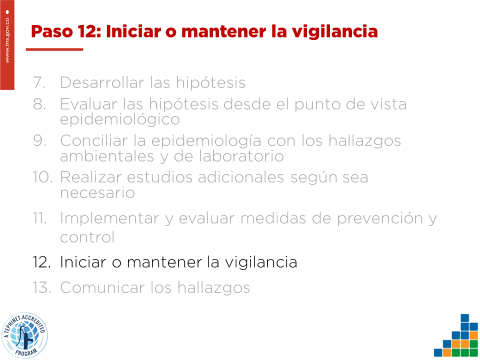 www.ins.gov.co
Paso 12: Iniciar o mantener la vigilancia
7. Desarrollar las hipótesis
8. Evaluar las hipótesis desde el punto de vista
epidemiológico
9. Conciliar la epidemiología con los hallazgos
ambientales y de laboratorio
10. Realizar estudios adicionales según sea
necesario
11. Implementar y evaluar medidas de prevención y
control
12. Iniciar o mantener la vigilancia
13. Comunicar los hallazgos
A TEPHINET ACCREDITED
PROGRAM